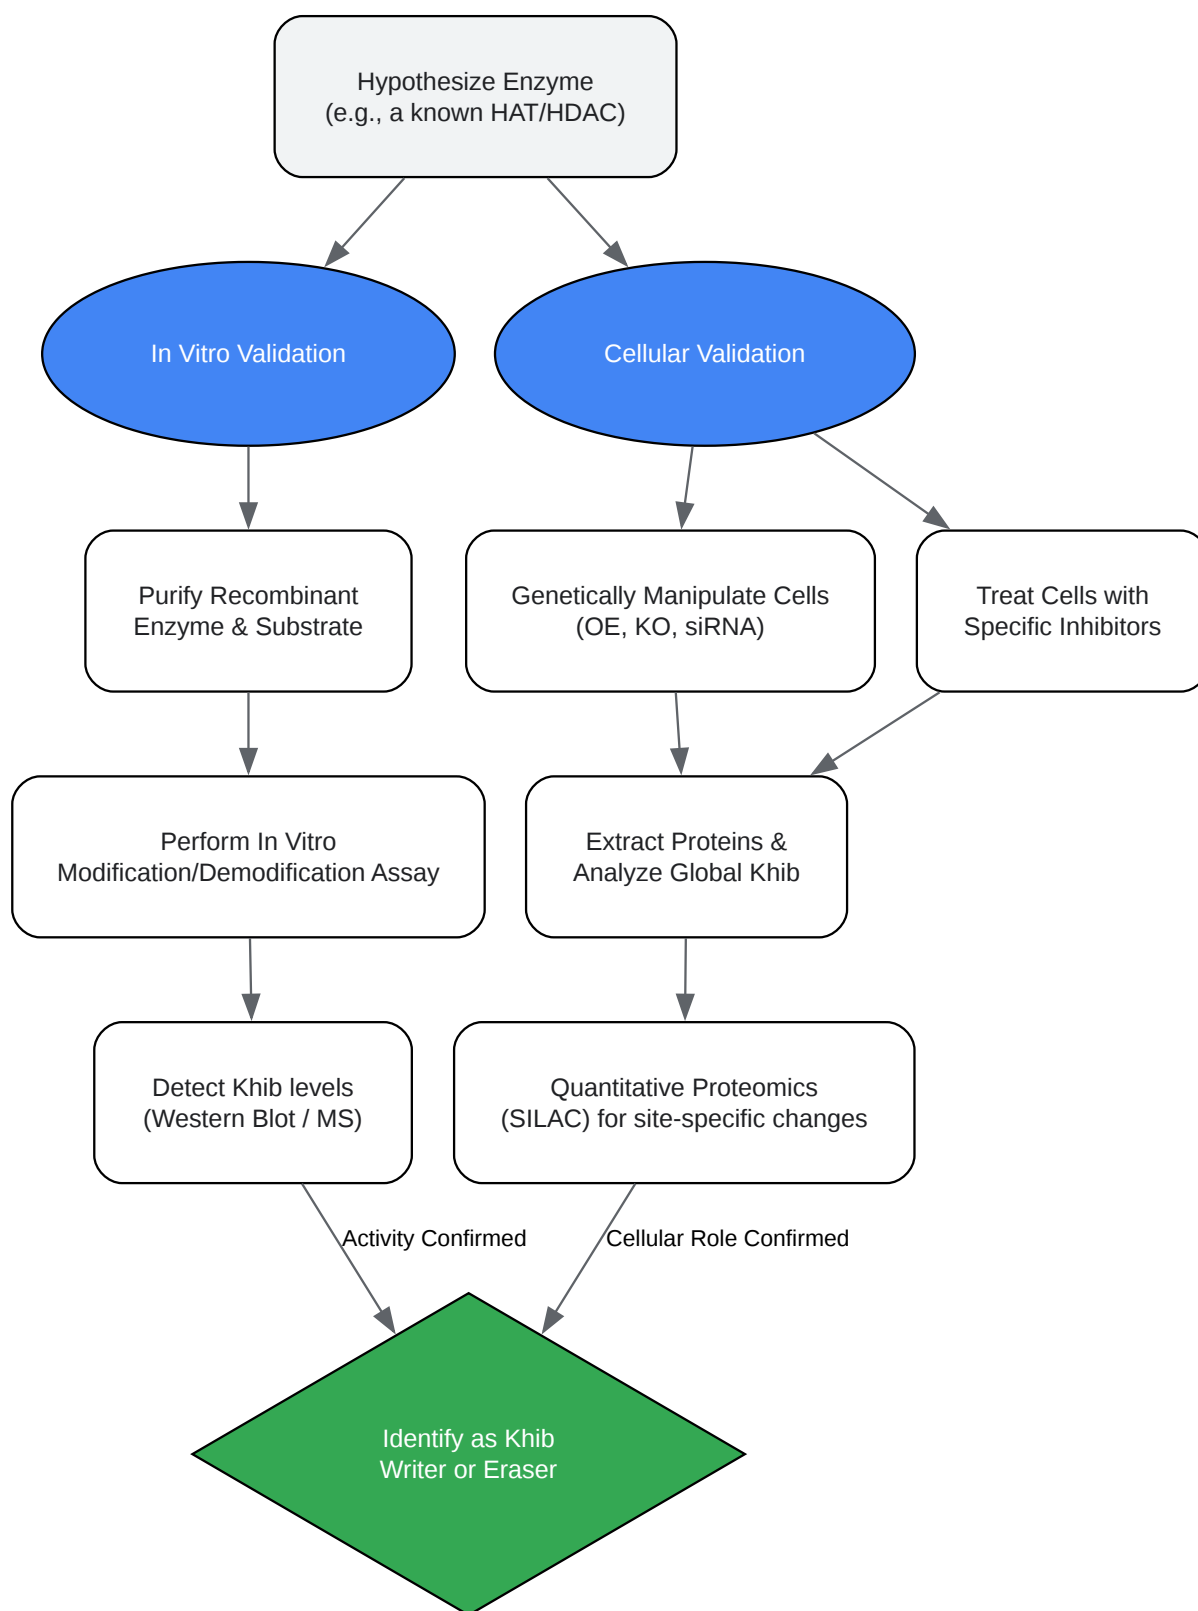 Hypothesize Enzyme
(e.g., a known HAT/HDAC)
In Vitro Validation
Cellular Validation
Purify Recombinant
Enzyme & Substrate
Genetically Manipulate Cells
(OE, KO, siRNA)
Treat Cells with
Specific Inhibitors
Perform In Vitro
Modification/Demodification Assay
Extract Proteins &
Analyze Global Khib
Detect Khib levels
(Western Blot / MS)
Quantitative Proteomics
(SILAC) for site-specific changes
Activity Confirmed
Cellular Role Confirmed
Identify as Khib
Writer or Eraser